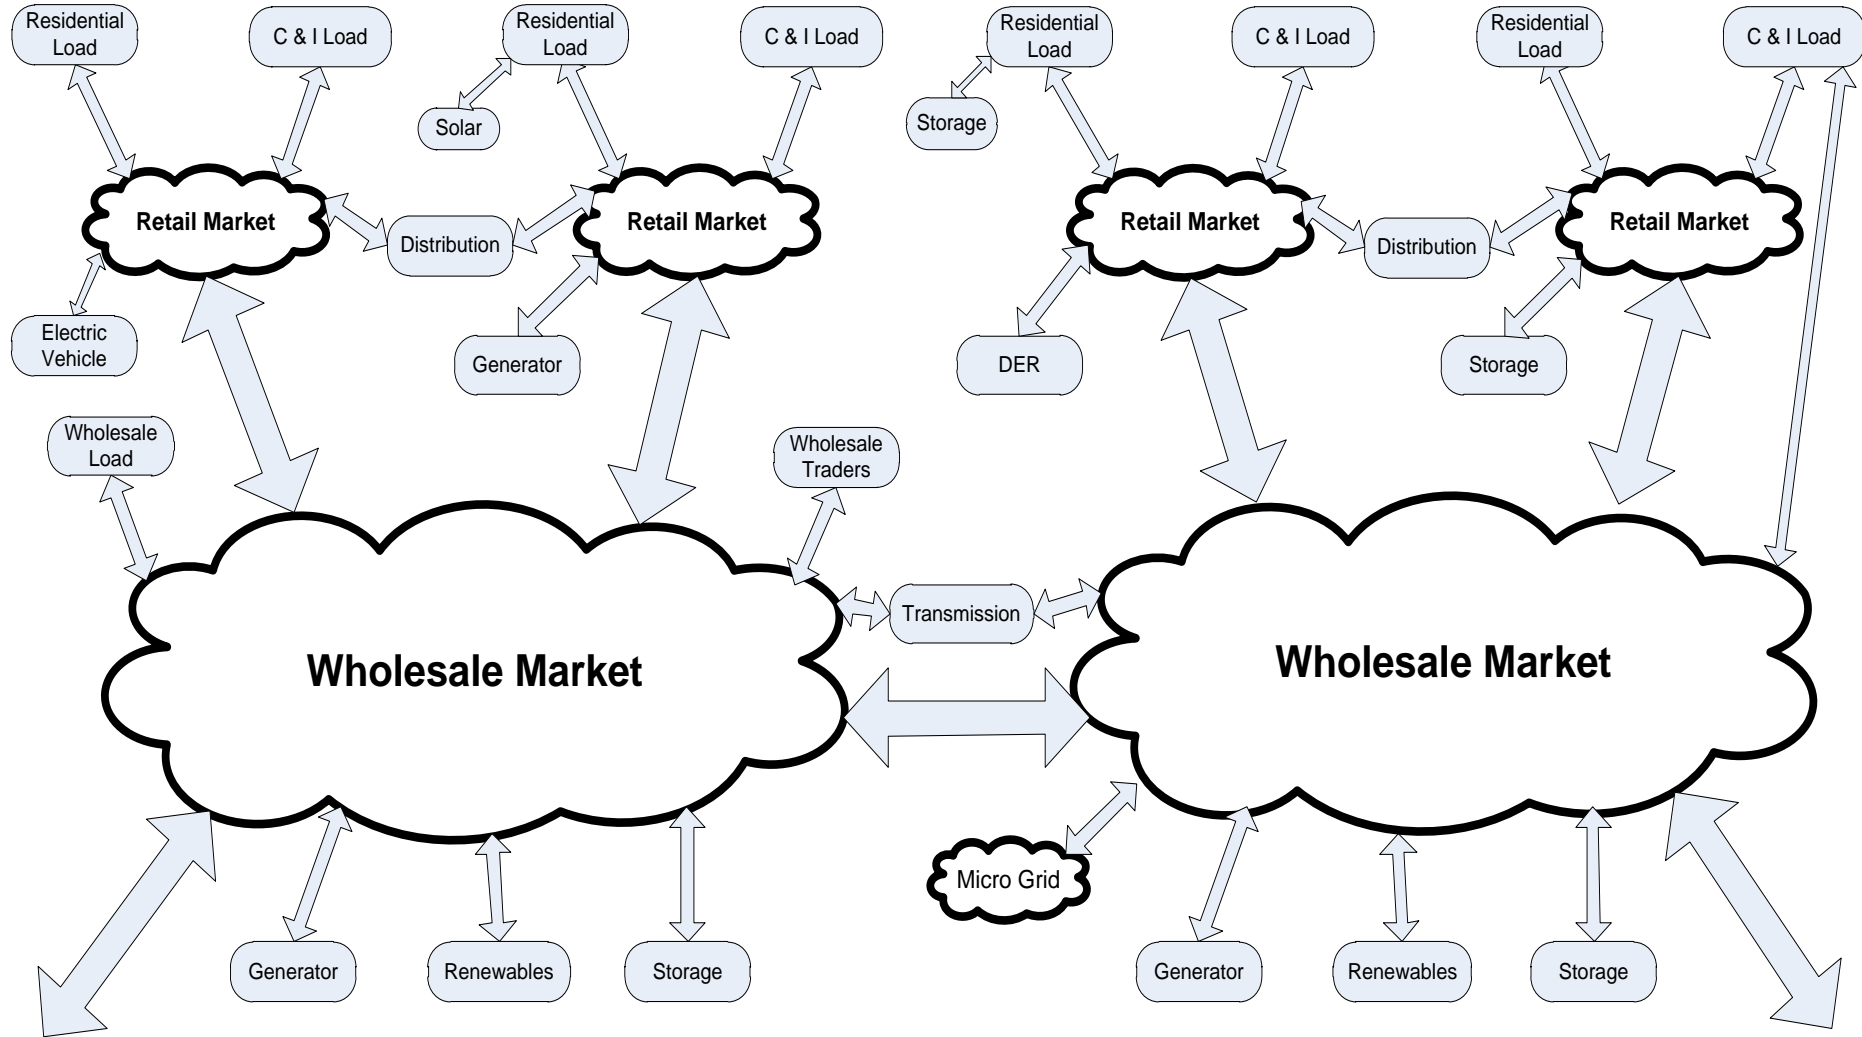 Residential
Load
C & I Load
Residential
Load
C & I Load
Residential
Load
C & I Load
Residential
Load
C & I Load
Solar
Storage
Retail Market
Retail Market
Retail Market
Retail Market
Distribution
Distribution
Electric
Vehicle
Generator
DER
Storage
Wholesale
Load
Wholesale
Traders
Transmission
Wholesale Market
Wholesale Market
Micro Grid
Generator
Renewables
Storage
Generator
Renewables
Storage